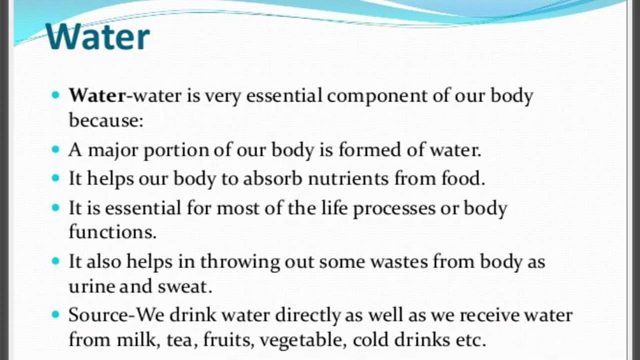 Water
Water-water is very essential component of our body
because:
A major portion of our body is formed of water.
It helps our body to absorb nutrients from food.
It is essential for most of the life processes or body
functions.
It also helps in throwing out some wastes from body as
urine and sweat.
Source-We drink water directly as well as we receive water
from milk, tea, fruits, vegetable, cold drinks etc.